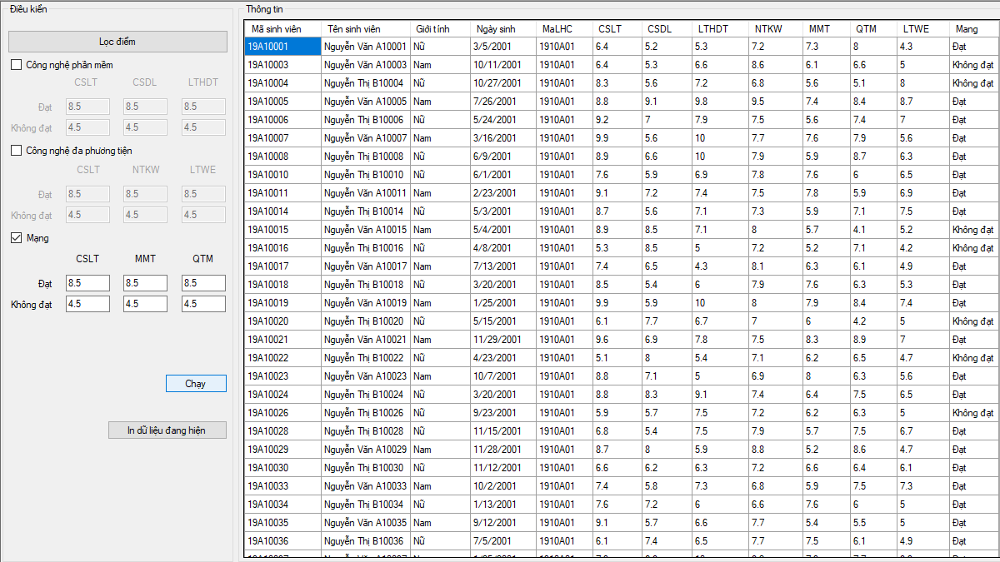 Điều kiến
Lọc điểm
Công nghệ phần mềm
CSLT CSDL LTHDT
Đạt 8.5 8.5 8.5
Không đạt 4.5 4.5 4.5
Công nghệ đa phương tiện
CSLT NTKW LTWE
Đạt 8.5 8.5 8.5
Không đạt 4.5 4.5 4.5
Mạng
CSLT MMT QTM
Đạt 8.5 8.5 8.5
Không đạt 4.5 4.5 4.5
Chạy
In dữ liệu đang hiện
Thông tin
Mã sinh viên Tên sinh viên Giới tính Ngày sinh MaLHC CSLT CSDL LTHDT NTKW MMT QTM LTWE Mang
19A10001 Nguyễn Văn A10001 Nữ 3/5/2001 1910A01 6.4 5.2 5.3 7.2 7.3 8 4.3 Đạt
19A10003 Nguyễn Văn A10003 Nam 10/11/2001 1910A01 6.4 5.3 6.6 8.6 6.1 6.6 5 Không đạt
19A10004 Nguyễn Thị B10004 Nữ 10/27/2001 1910A01 8.3 5.6 7.2 6.8 5.6 5.1 8 Không đạt
19A10005 Nguyễn Văn A10005 Nam 7/26/2001 1910A01 8.8 9.1 9.8 9.5 7.4 8.4 8.7 Đạt
19A10006 Nguyễn Thị B10006 Nữ 5/24/2001 1910A01 9.2 7 7.9 7.5 5.6 7.4 7 Đạt
19A10007 Nguyễn Văn A10007 Nam 3/16/2001 1910A01 9.9 5.6 10 7.7 7.6 7.9 5.6 Đạt
19A10008 Nguyễn Thị B10008 Nữ 6/9/2001 1910A01 8.9 6.6 10 7.9 5.9 8.7 6.3 Đạt
19A10010 Nguyễn Thị B10010 Nữ 6/1/2001 1910A01 7.6 5.9 6.9 7.8 7.6 6 6.5 Đạt
19A10011 Nguyễn Văn A10011 Nam 2/23/2001 1910A01 9.1 7.2 7.4 7.5 7.8 5.9 6.9 Đạt
19A10014 Nguyễn Thị B10014 Nữ 5/3/2001 1910A01 8.7 5.6 7.1 7.3 5.9 7.1 7.5 Đạt
19A10015 Nguyễn Văn A10015 Nam 5/4/2001 1910A01 8.9 8.5 7.1 8 5.7 4.1 5.2 Không đạt
19A10016 Nguyễn Thị B10016 Nữ 4/8/2001 1910A01 5.3 8.5 5 7.2 5.2 7.1 4.2 Không đạt
19A10017 Nguyễn Văn A10017 Nam 7/13/2001 1910A01 7.4 6.5 4.3 8.1 6.3 6.1 4.9 Đạt
19A10018 Nguyễn Thị B10018 Nữ 3/20/2001 1910A01 8.5 5.4 6 7.9 7.6 6.3 5.3 Đạt
19A10019 Nguyễn Văn A10019 Nam 1/25/2001 1910A01 9.9 5.9 10 8 7.9 8.4 7.4 Đạt
19A10020 Nguyễn Thị B10020 Nữ 5/15/2001 1910A01 6.1 7.7 6.7 7 6 4.2 5 Không đạt
19A10021 Nguyễn Văn A10021 Nam 11/29/2001 1910A01 9.6 6.9 7.8 7.5 8.3 8.9 7 Đạt
19A10022 Nguyễn Thị B10022 Nữ 4/23/2001 1910A01 5.1 8 5.4 7.1 6.2 6.5 4.7 Không đạt
19A10023 Nguyễn Văn A10023 Nam 10/7/2001 1910A01 8.8 7.1 5 6.9 8 6.3 5.6 Đạt
19A10024 Nguyễn Thị B10024 Nữ 3/20/2001 1910A01 8.8 8.3 9.1 7.4 6.4 7.5 6.5 Đạt
19A10026 Nguyễn Thị B10026 Nữ 9/23/2001 1910A01 5.9 5.7 7.5 7.2 6.2 6.3 5 Không đạt
19A10028 Nguyễn Thị B10028 Nữ 11/15/2001 1910A01 6.8 5.4 7.5 7.9 5.7 7.5 6.7 Đạt
19A10029 Nguyễn Văn A10029 Nam 11/28/2001 1910A01 8.7 8 5.9 8.8 5.2 8.6 4.7 Đạt
19A10030 Nguyễn Thị B10030 Nữ 11/12/2001 1910A01 6.6 6.2 6.3 7.2 6.6 6.4 6.1 Đạt
19A10033 Nguyễn Văn A10033 Nam 10/2/2001 1910A01 7.4 5.8 7.3 6.8 5.9 7.5 7.3 Đạt
19A10034 Nguyễn Thị B10034 Nữ 1/13/2001 1910A01 7.6 7.2 6 6.6 7.6 6 5 Đạt
19A10035 Nguyễn Văn A10035 Nam 9/12/2001 1910A01 9.1 5.7 6.6 7.7 5.4 5.5 5 Đạt
19A10036 Nguyễn Thị B10036 Nữ 7/5/2001 1910A01 6.1 7.4 6.5 7.7 7.5 6.1 4.9 Đạt